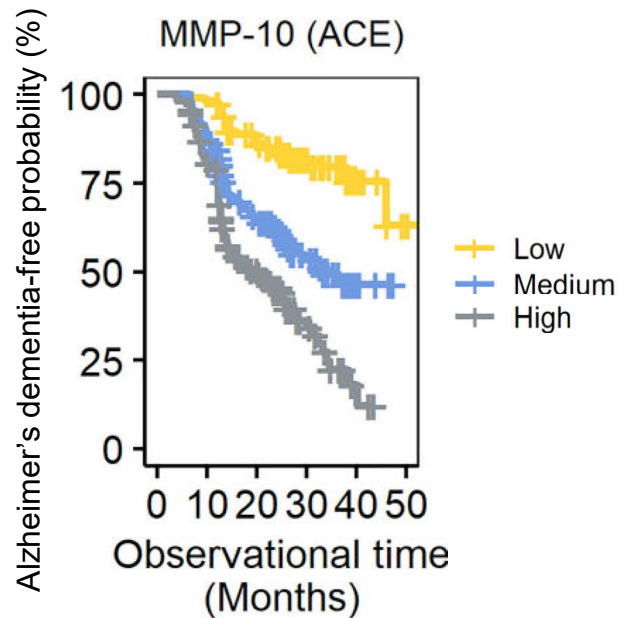 MMP-10 (ACE)
Alzheimer's dementia-free probability (%)
100
75
50
25
0
0 10 20 30 40 50
Observational time
(Months)
Low
Medium
High